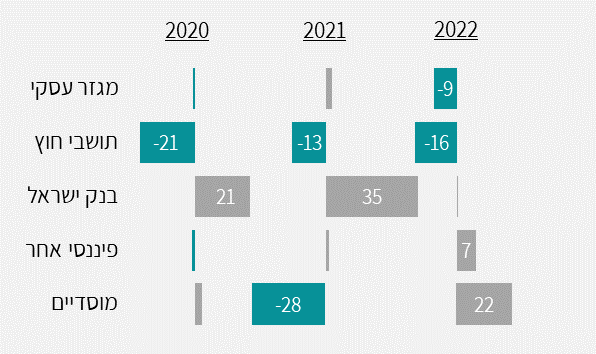 2020 2021 2022
מגזר עסקי -9
תושבי חוץ -21 -13 -16
בנק ישראל 21 35
פיננסי אחר 7
מוסדיים -28 22